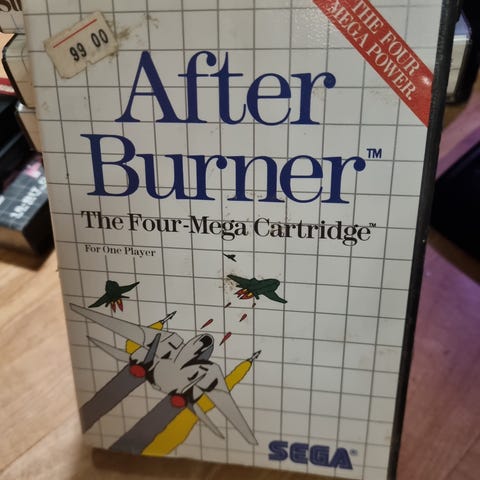 99 00
THE FOUR
MEGA POWER.
After
Burner™
The Four-Mega Cartridge™
For One Player
SEGA